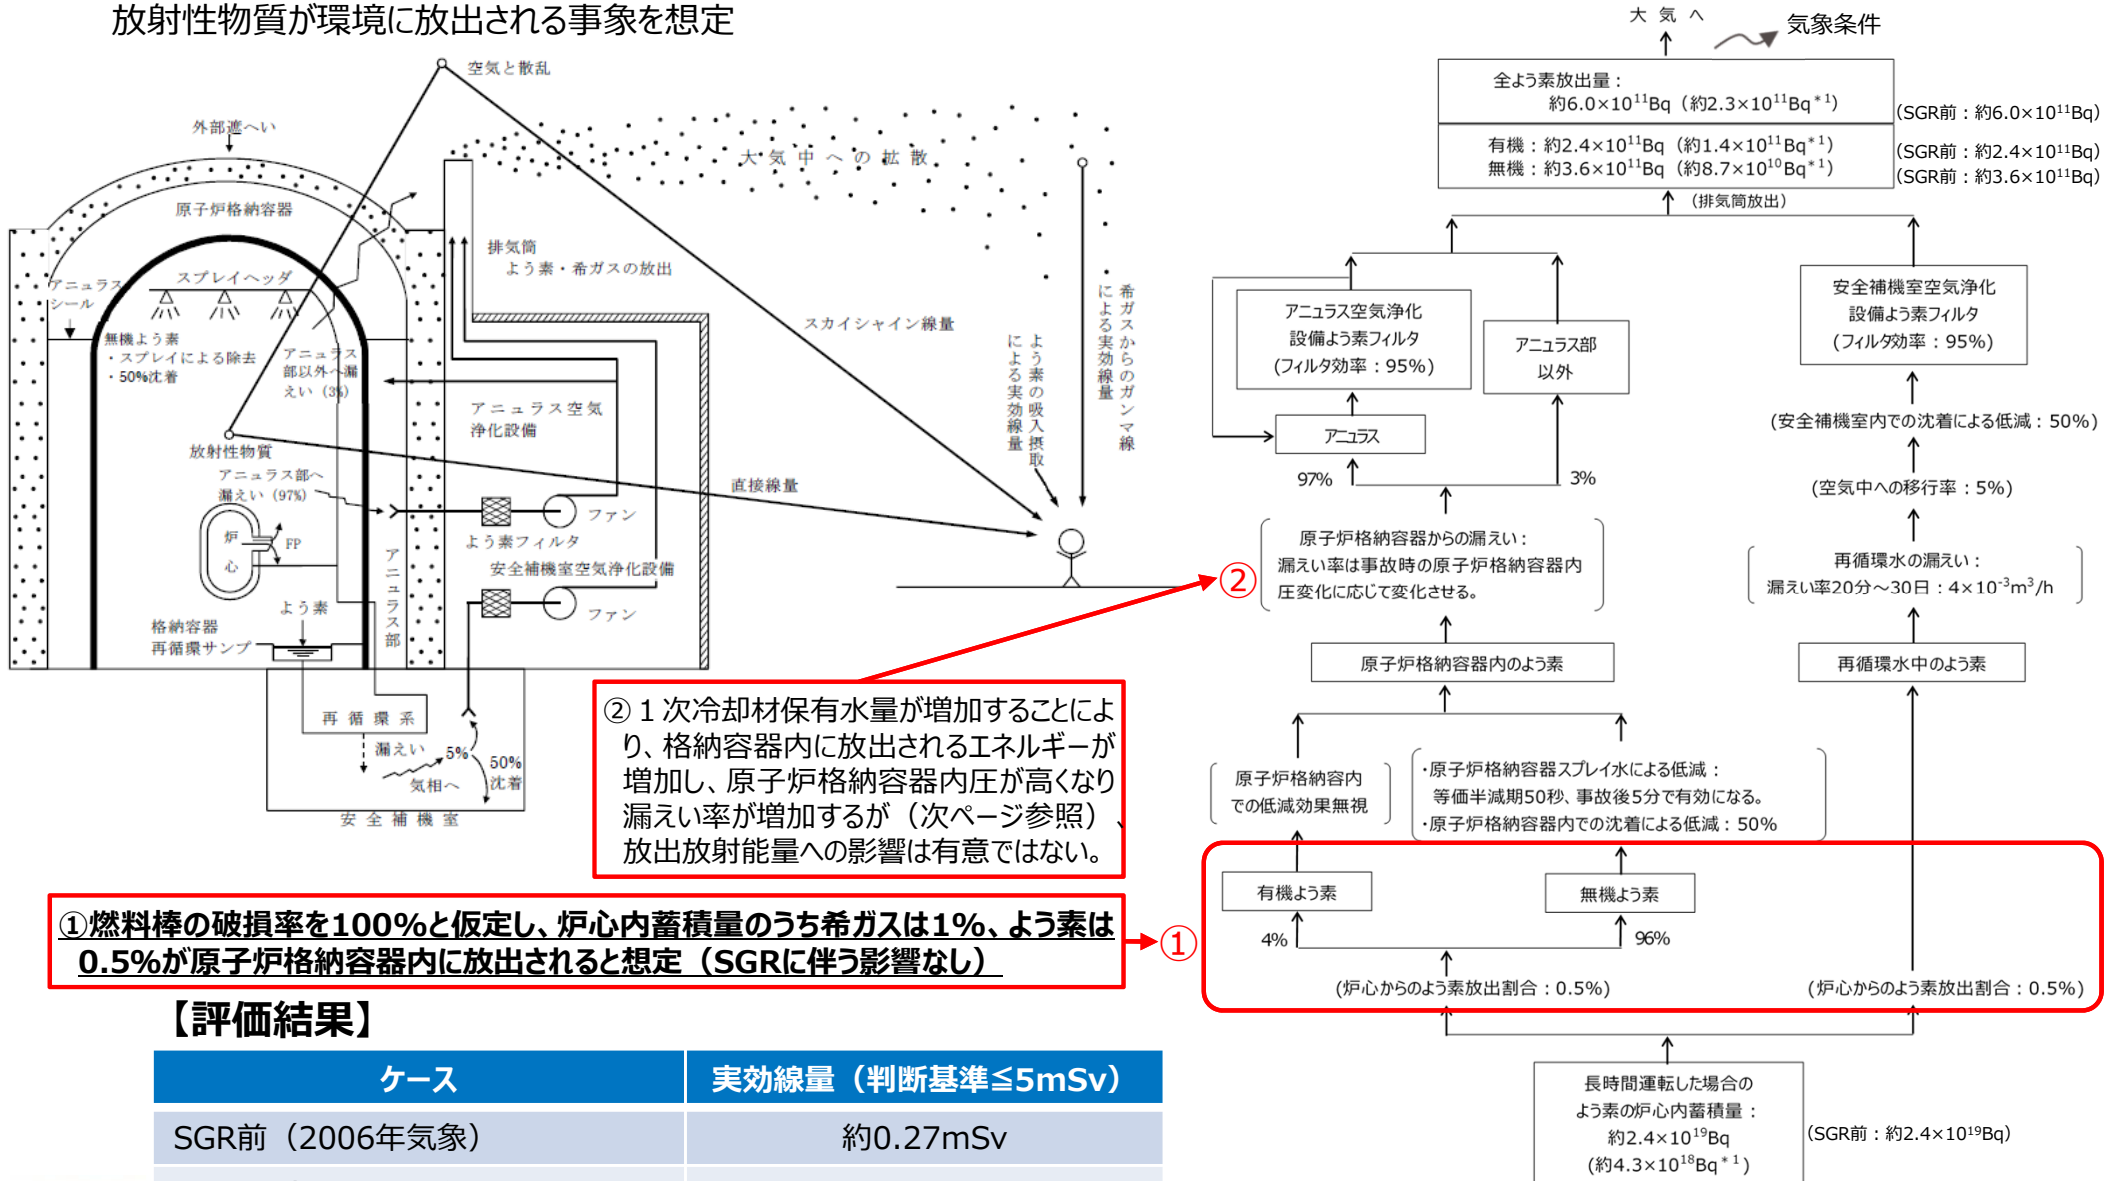 放射性物質が環境に放出される事象を想定
空気と散乱
外部遮へい
大気中への拡散
原子炉格納容器
排気筒
よう素・希ガスの放出
アニュラス
シール
スプレイヘッダ
無機よう素
・スプレイによる除去
・50%沈着
アニュラス
部以外へ漏
えい（3%）
スカイシャイン線量
よう素の吸入摂取
による実効線量
希ガスからのガンマ線
による実効線量
アニュラス空気
浄化設備
放射性物質
アニュラス部へ
漏えい（97%）
直接線量
ファン
よう素フィルタ
炉
心
FP
アニュラス部
安全補機室空気浄化設備
ファン
よう素
格納容器
再循環サンプ
再循環系
漏えい
5%
50%
沈着
気相へ
安全補機室
②１次冷却材保有水量が増加することによ
り、格納容器内に放出されるエネルギーが
増加し、原子炉格納容器内圧が高くなり
漏えい率が増加するが（次ページ参照）、
放出放射能量への影響は有意ではない。
①燃料棒の破損率を100%と仮定し、炉心内蓄積量のうち希ガスは1%、よう素は
0.5%が原子炉格納容器内に放出されると想定（SGRに伴う影響なし）
【評価結果】
ケース
実効線量（判断基準≦5mSv）
SGR前（2006年気象）
約0.27mSv
大気へ
気象条件
全よう素放出量：
約6.0×10¹¹Bq（約2.3×10¹¹Bq*¹）
(SGR前：約6.0×10¹¹Bq)
有機：約2.4×10¹¹Bq（約1.4×10¹¹Bq*¹）
(SGR前：約2.4×10¹¹Bq)
無機：約3.6×10¹¹Bq（約8.7×10¹⁰Bq*¹）
(SGR前：約3.6×10¹¹Bq)
（排気筒放出）
アニュラス空気浄化
設備よう素フィルタ
(フィルタ効率：95%)
アニュラス部
以外
安全補機室空気浄化
設備よう素フィルタ
(フィルタ効率：95%)
アニュラス
97%
3%
(安全補機室内での沈着による低減：50%)
(空気中への移行率：5%)
②
原子炉格納容器からの漏えい：
漏えい率は事故時の原子炉格納容器内
圧変化に応じて変化させる。
再循環水の漏えい：
漏えい率20分～30日：4×10⁻³m³/h
原子炉格納容器内のよう素
再循環水中のよう素
原子炉格納容内
での低減効果無視
・原子炉格納容器スプレイ水による低減：
等価半減期50秒、事故後5分で有効になる。
・原子炉格納容器内での沈着による低減：50%
①
有機よう素
無機よう素
4%
96%
(炉心からのよう素放出割合：0.5%)
(炉心からのよう素放出割合：0.5%)
長時間運転した場合の
よう素の炉心内蓄積量：
約2.4×10¹⁹Bq
(約4.3×10¹⁸Bq*¹)
(SGR前：約2.4×10¹⁹Bq)